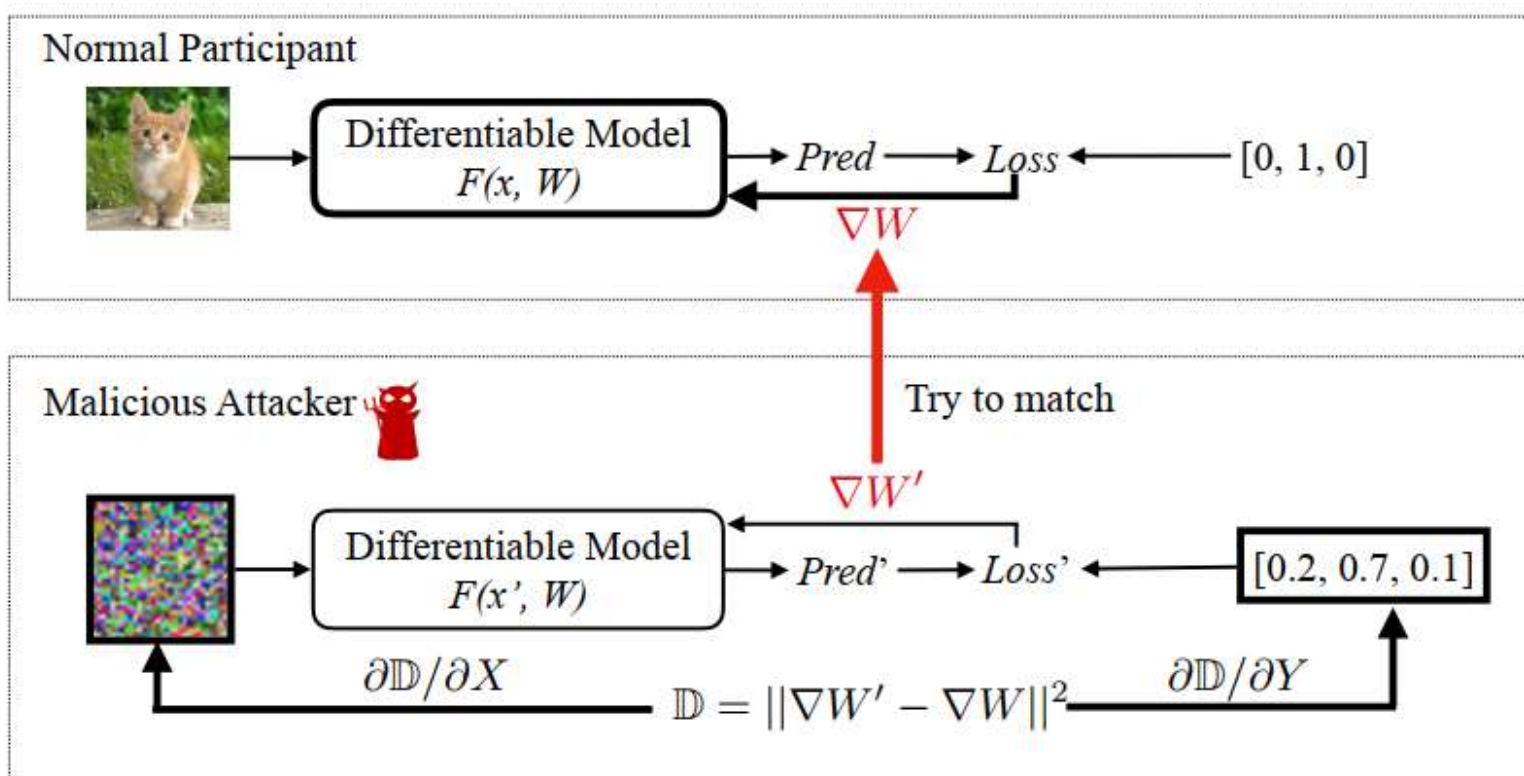 Normal Participant
Differentiable Model
F(x, W)
Pred
Loss
[0, 1, 0]
∇W
Try to match
Malicious Attacker
∇W′
Differentiable Model
F(x’, W)
Pred’
Loss’
[0.2, 0.7, 0.1]
∂𝔻/∂X
𝔻 = ||∇W′ − ∇W||²
∂𝔻/∂Y